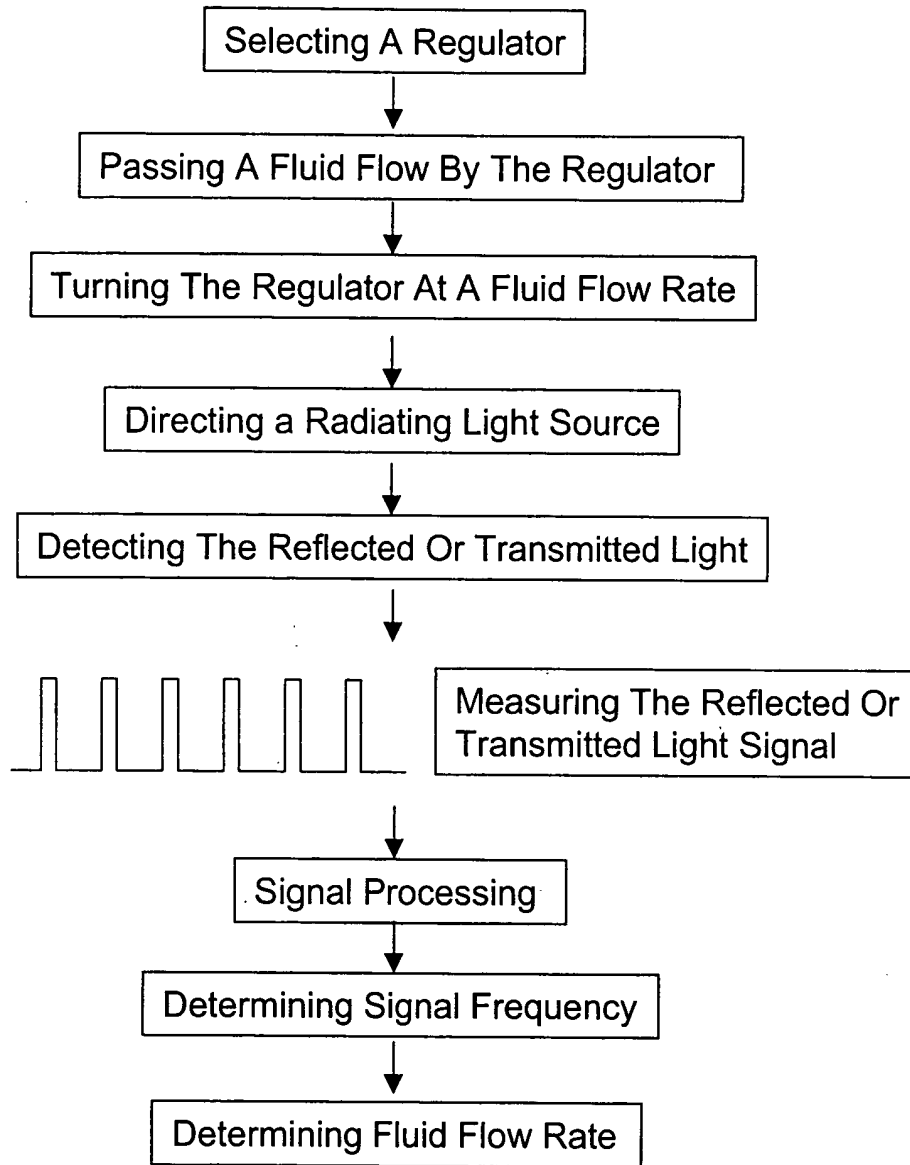 Selecting A Regulator
Passing A Fluid Flow By The Regulator
Turning The Regulator At A Fluid Flow Rate
Directing a Radiating Light Source
Detecting The Reflected Or Transmitted Light
Measuring The Reflected Or
Transmitted Light Signal
Signal Processing
Determining Signal Frequency
Determining Fluid Flow Rate